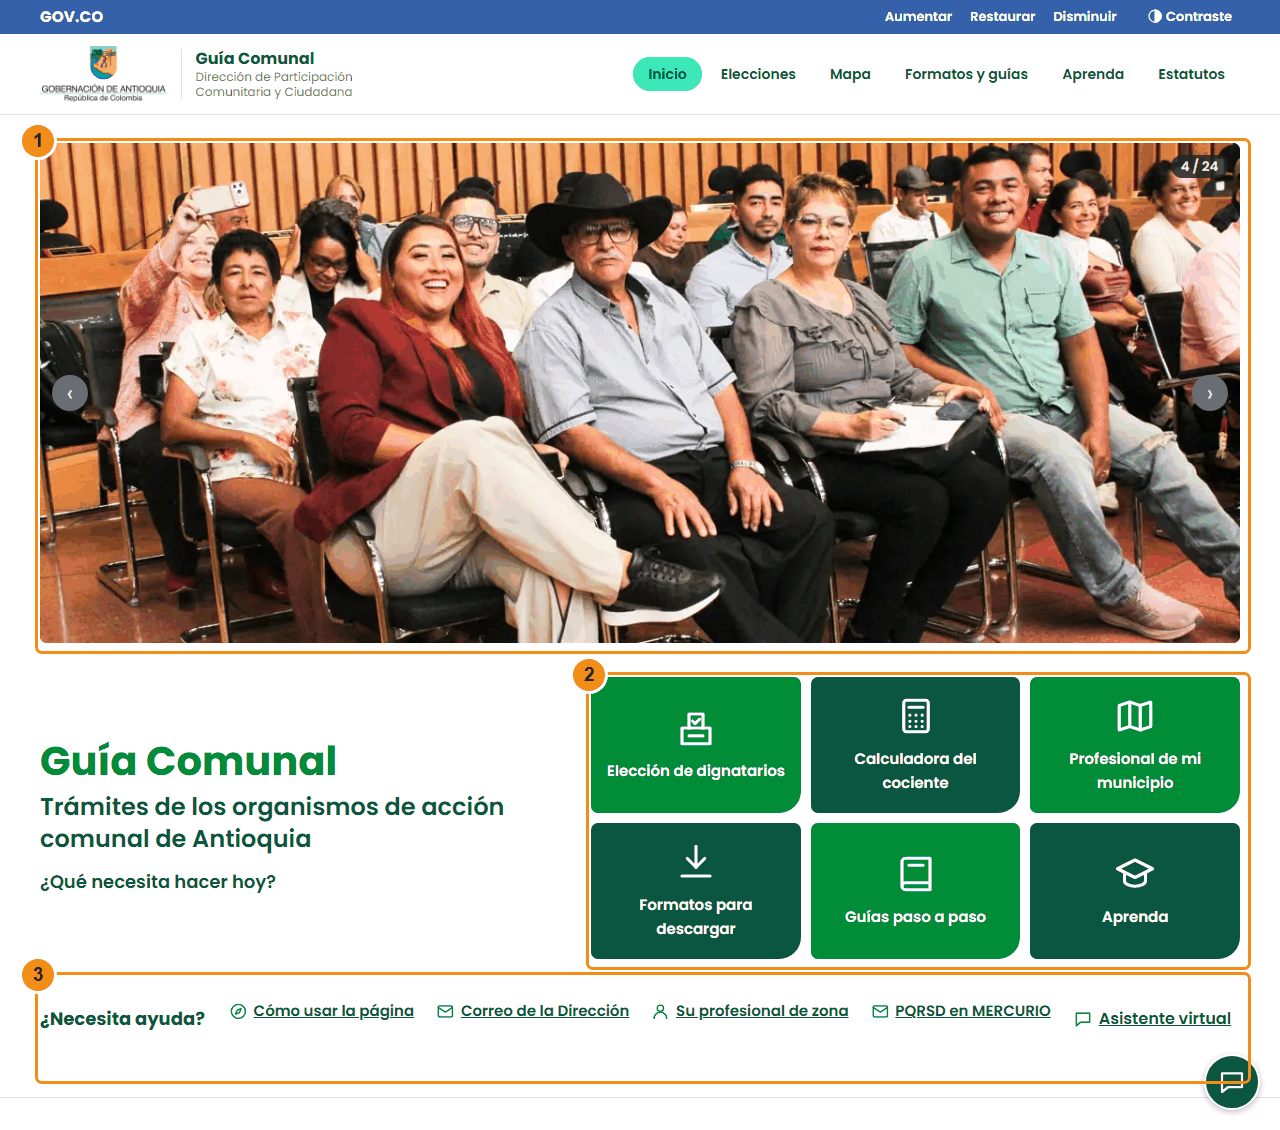 GOV.CO
Aumentar Restaurar Disminuir Contraste
GOBERNACIÓN DE ANTIOQUIA
República de Colombia
Guía Comunal
Dirección de Participación
Comunitaria y Ciudadana
Inicio Elecciones Mapa Formatos y guías Aprenda Estatutos
1
4 / 24
‹ ›
2
Elección de dignatarios
Calculadora del
cociente
Profesional de mi
municipio
Guía Comunal
Trámites de los organismos de acción
comunal de Antioquia
¿Qué necesita hacer hoy?
Formatos para
descargar
Guías paso a paso
Aprenda
3
¿Necesita ayuda? Cómo usar la página Correo de la Dirección Su profesional de zona PQRSD en MERCURIO Asistente virtual